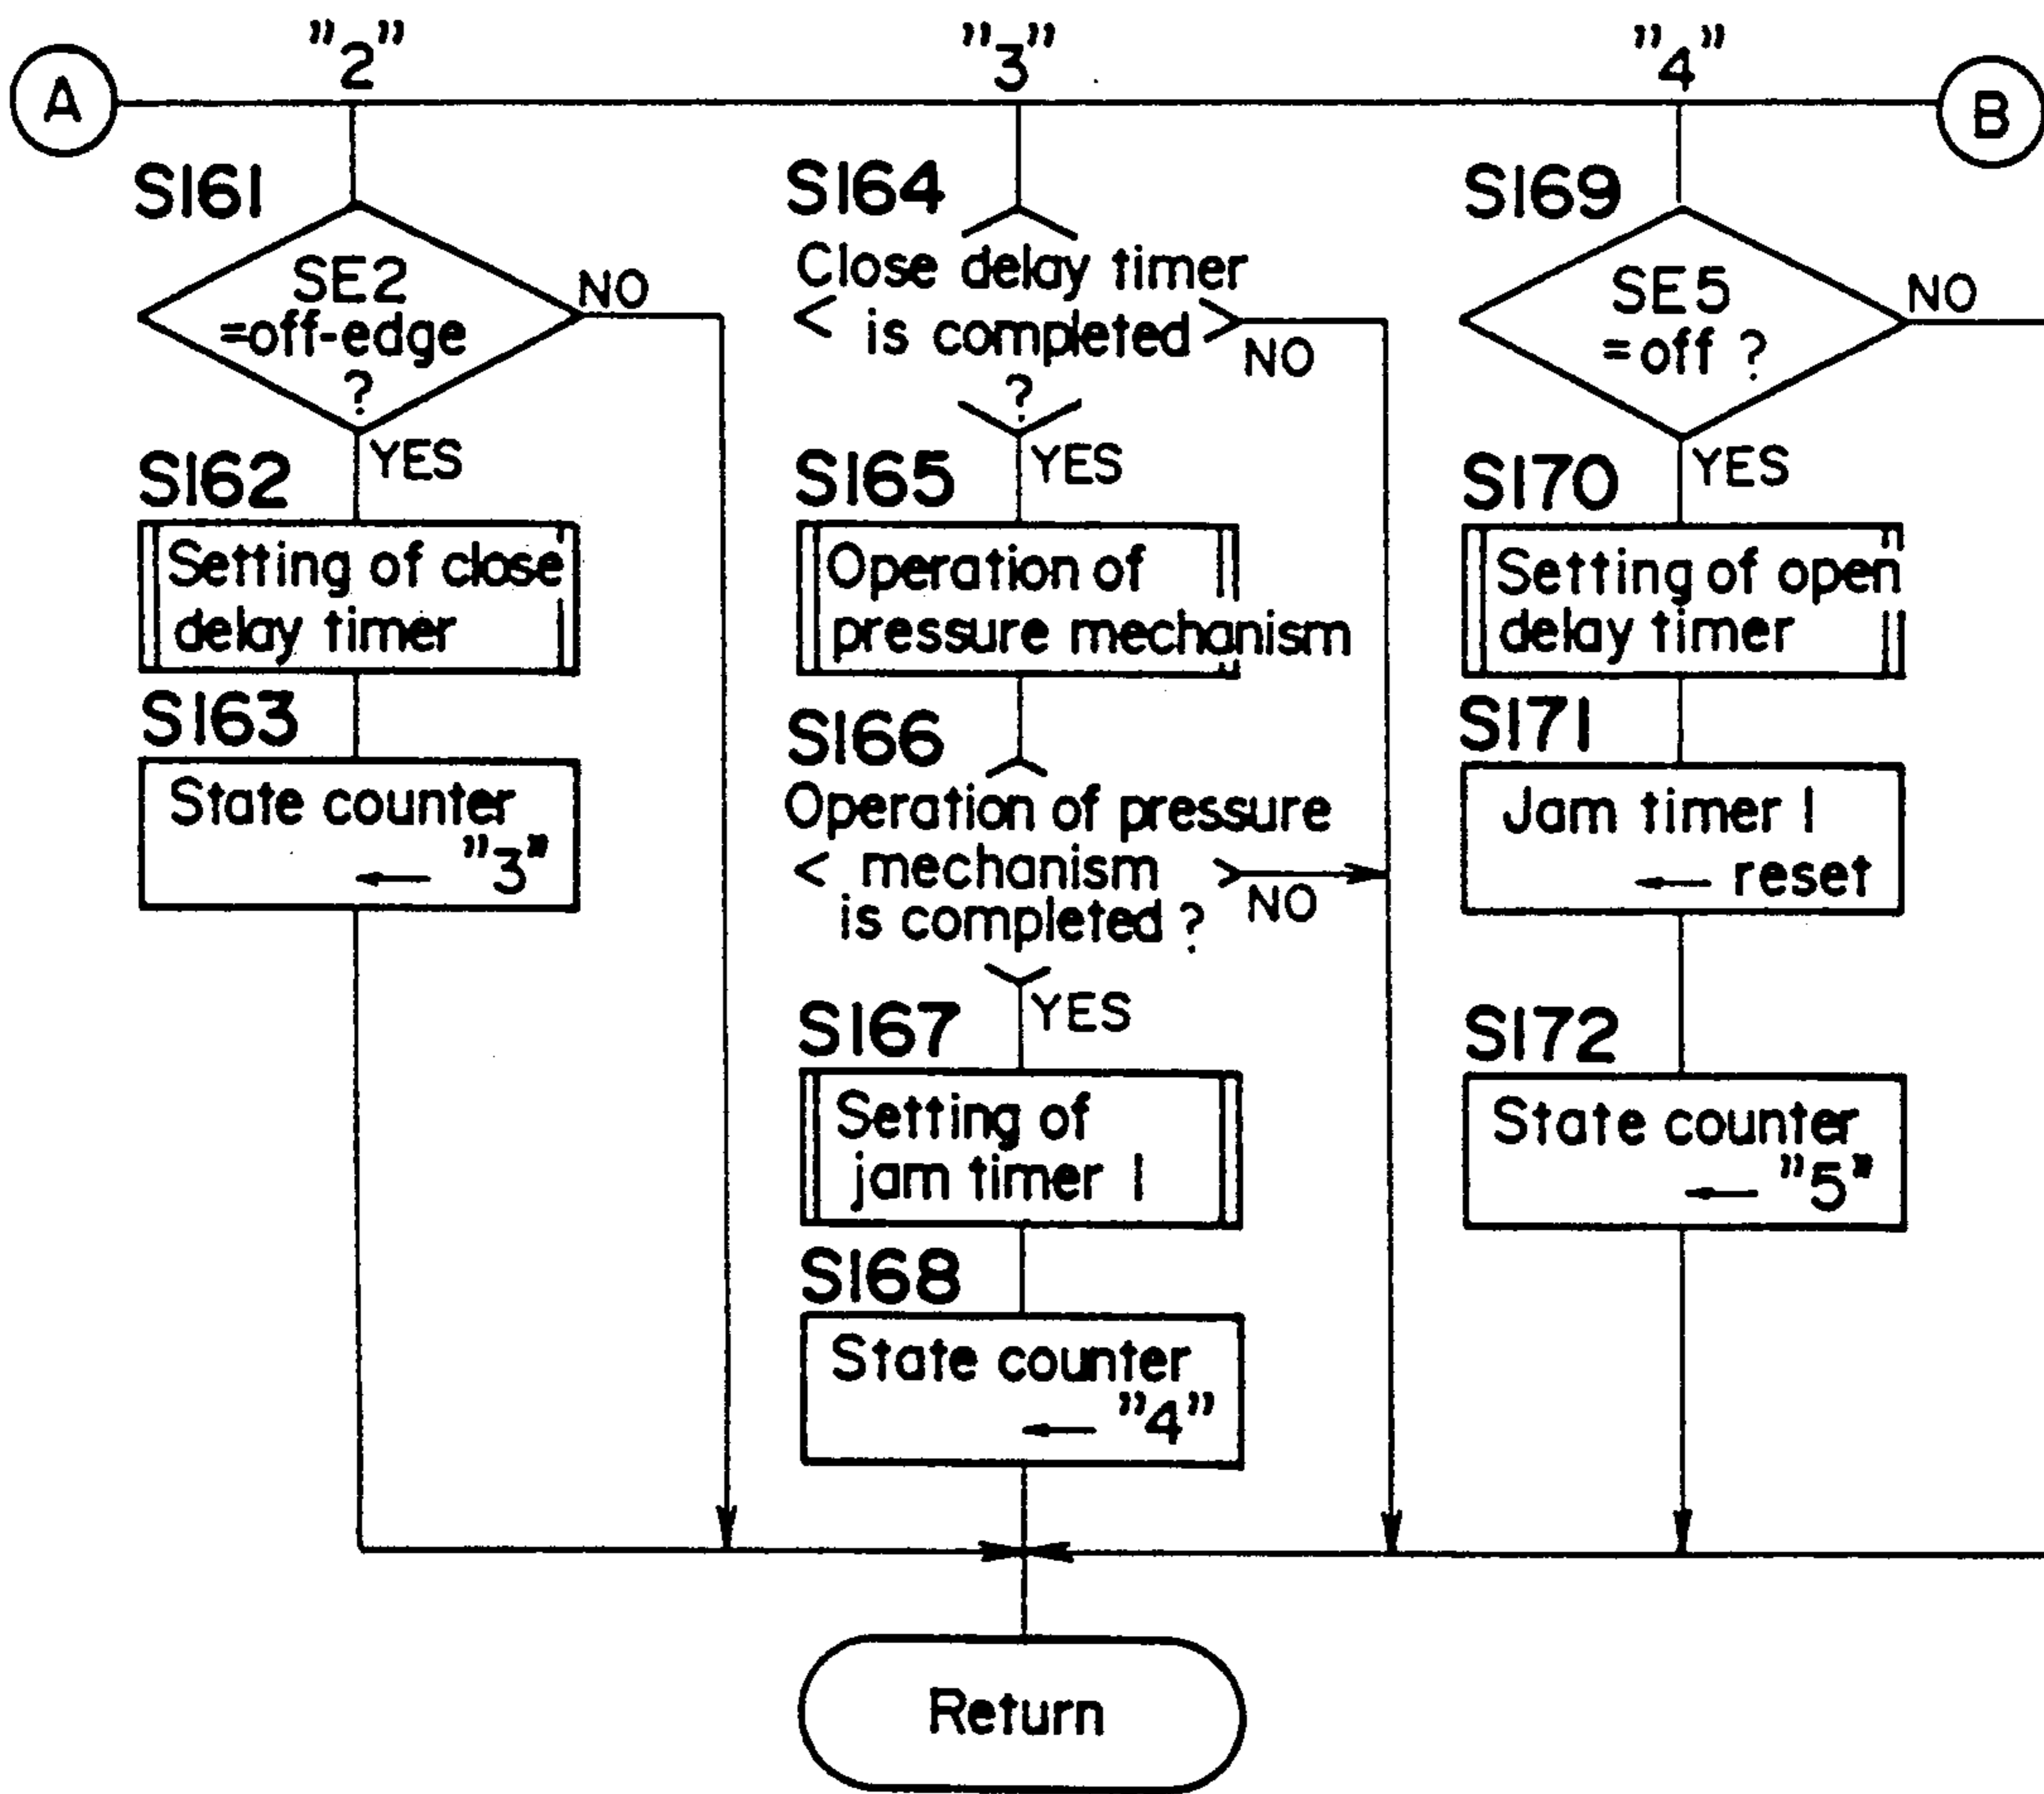 A
"2"
"3"
"4"
B
S161
SE2
=off-edge
?
NO
YES
S162
Setting of close
delay timer
S163
State counter
← "3"
S164
Close delay timer
is completed
?
NO
YES
S165
Operation of
pressure mechanism
S166
Operation of pressure
mechanism
is completed ?
NO
YES
S167
Setting of
jam timer 1
S168
State counter
← "4"
S169
SE5
=off ?
NO
YES
S170
Setting of open
delay timer
S171
Jam timer 1
← reset
S172
State counter
← "5"
Return